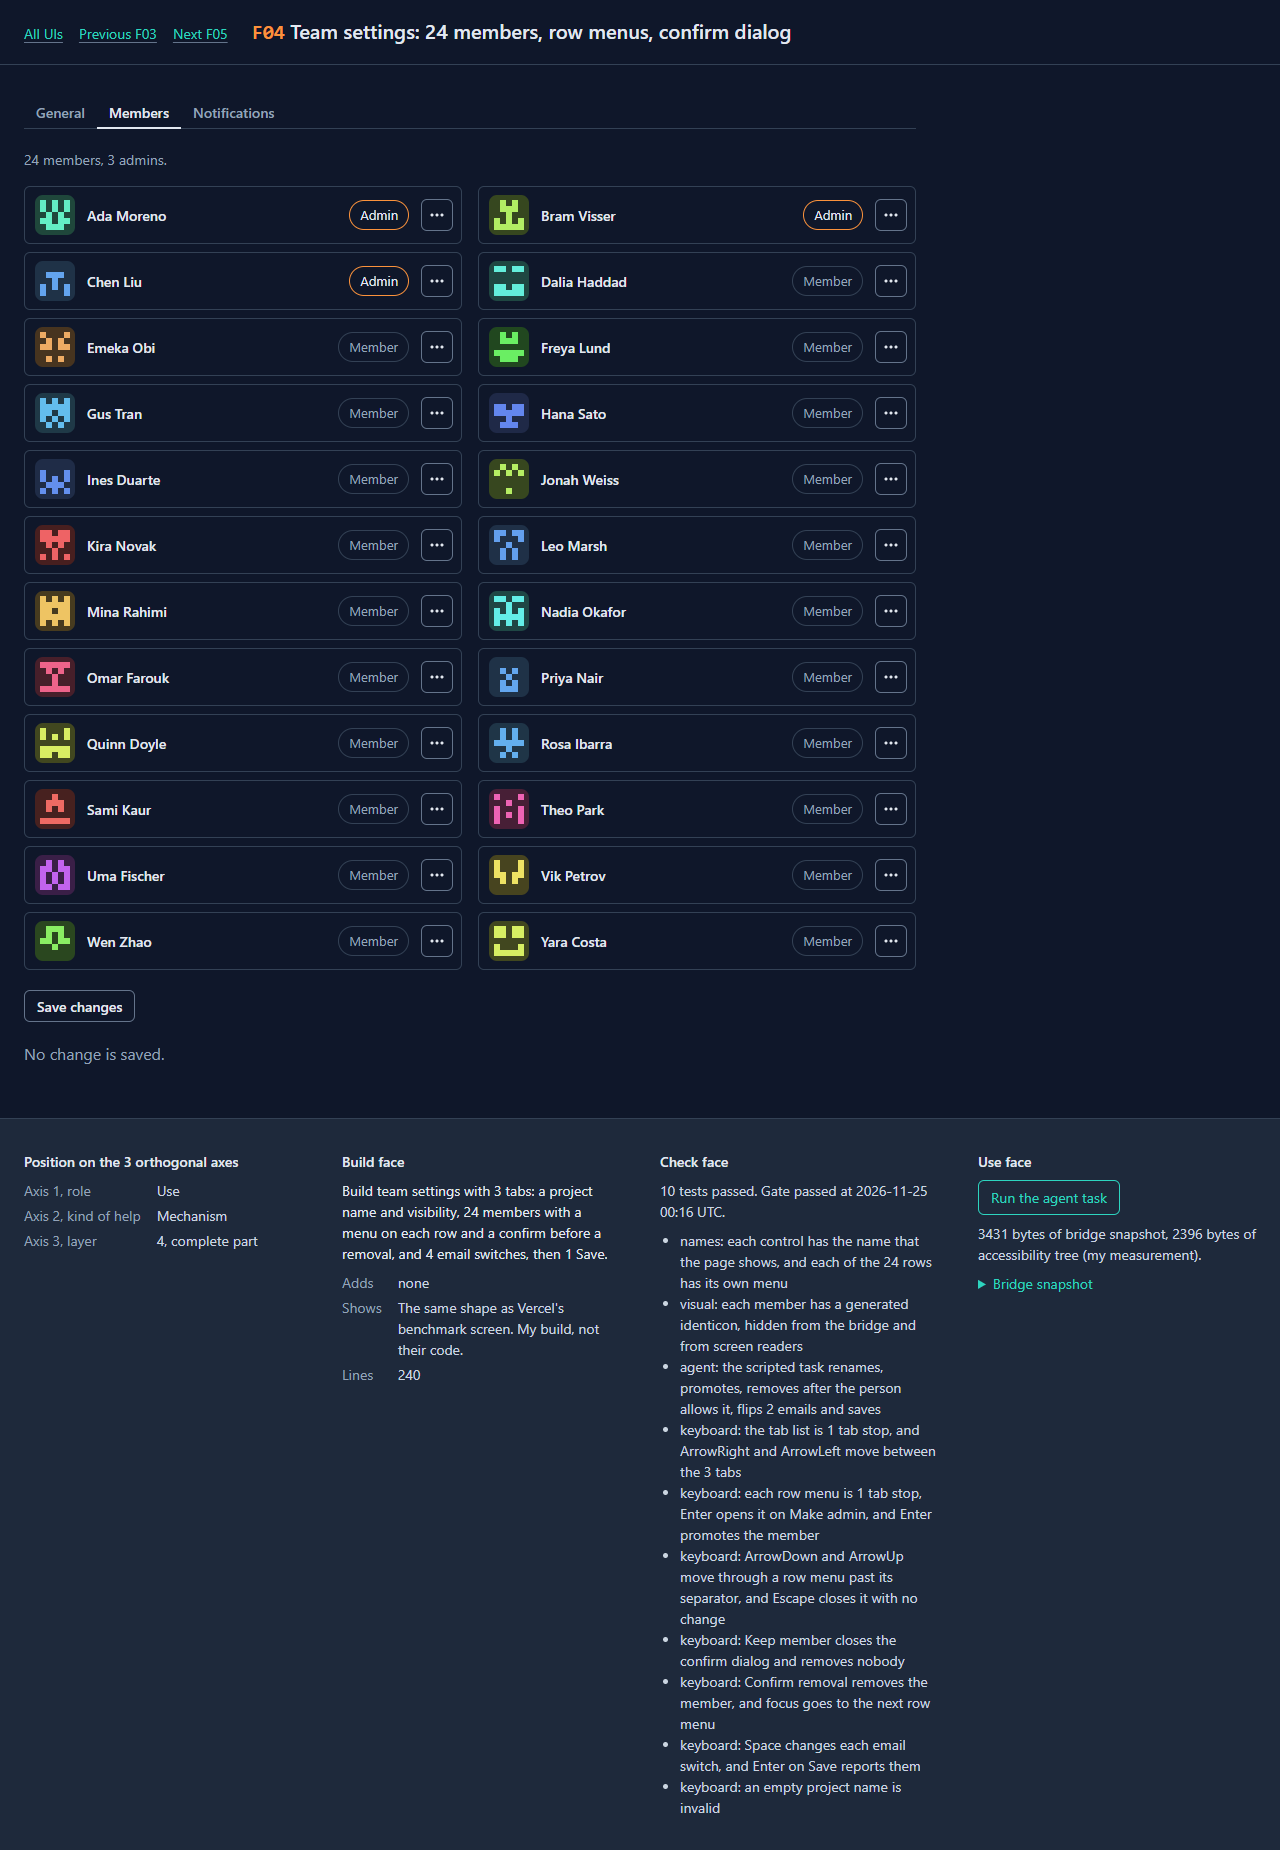 All UIs Previous F03 Next F05 F04 Team settings: 24 members, row menus, confirm dialog
General Members Notifications
24 members, 3 admins.
Ada Moreno Admin
Bram Visser Admin
Chen Liu Admin
Dalia Haddad Member
Emeka Obi Member
Freya Lund Member
Gus Tran Member
Hana Sato Member
Ines Duarte Member
Jonah Weiss Member
Kira Novak Member
Leo Marsh Member
Mina Rahimi Member
Nadia Okafor Member
Omar Farouk Member
Priya Nair Member
Quinn Doyle Member
Rosa Ibarra Member
Sami Kaur Member
Theo Park Member
Uma Fischer Member
Vik Petrov Member
Wen Zhao Member
Yara Costa Member
Save changes
No change is saved.
Position on the 3 orthogonal axes
Axis 1, role Use
Axis 2, kind of help Mechanism
Axis 3, layer 4, complete part
Build face
Build team settings with 3 tabs: a project
name and visibility, 24 members with a
menu on each row and a confirm before a
removal, and 4 email switches, then 1 Save.
Adds none
Shows The same shape as Vercel's
benchmark screen. My build, not
their code.
Lines 240
Check face
10 tests passed. Gate passed at 2026-11-25
00:16 UTC.
• names: each control has the name that
the page shows, and each of the 24 rows
has its own menu
• visual: each member has a generated
identicon, hidden from the bridge and
from screen readers
• agent: the scripted task renames,
promotes, removes after the person
allows it, flips 2 emails and saves
• keyboard: the tab list is 1 tab stop, and
ArrowRight and ArrowLeft move between
the 3 tabs
• keyboard: each row menu is 1 tab stop,
Enter opens it on Make admin, and Enter
promotes the member
• keyboard: ArrowDown and ArrowUp
move through a row menu past its
separator, and Escape closes it with no
change
• keyboard: Keep member closes the
confirm dialog and removes nobody
• keyboard: Confirm removal removes the
member, and focus goes to the next row
menu
• keyboard: Space changes each email
switch, and Enter on Save reports them
• keyboard: an empty project name is
invalid
Use face
Run the agent task
3431 bytes of bridge snapshot, 2396 bytes of
accessibility tree (my measurement).
▶ Bridge snapshot